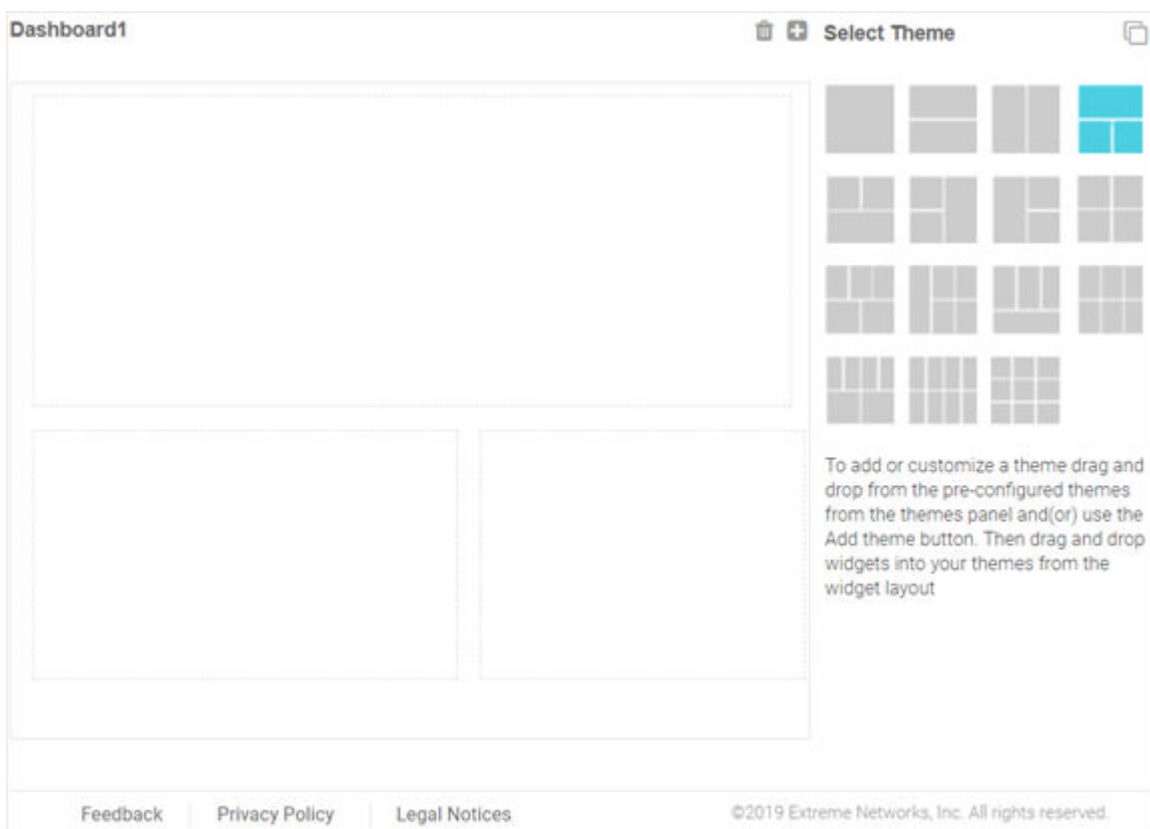 Dashboard1
Select Theme
To add or customize a theme drag and
drop from the pre-configured themes
from the themes panel and(or) use the
Add theme button. Then drag and drop
widgets into your themes from the
widget layout
Feedback
Privacy Policy
Legal Notices
©2019 Extreme Networks, Inc. All rights reserved.